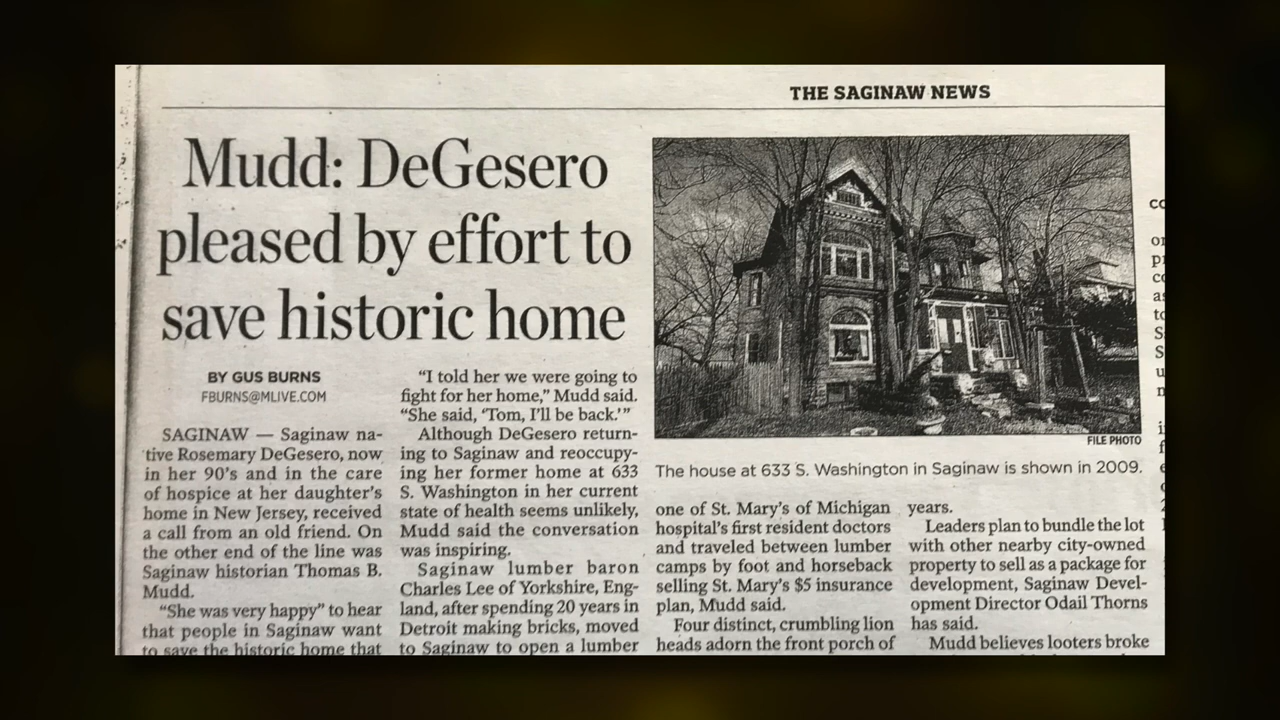 THE SAGINAW NEWS
Mudd: DeGesero
pleased by effort to
save historic home
BY GUS BURNS
FBURNS@MLIVE.COM
SAGINAW — Saginaw na-
tive Rosemary DeGesero, now
in her 90’s and in the care
of hospice at her daughter’s
home in New Jersey, received
a call from an old friend. On
the other end of the line was
Saginaw historian Thomas B.
Mudd.
“She was very happy” to hear
that people in Saginaw want
to save the historic home that
“I told her we were going to
fight for her home,” Mudd said.
“She said, ‘Tom, I’ll be back.’”
Although DeGesero return-
ing to Saginaw and reoccupy-
ing her former home at 633
S. Washington in her current
state of health seems unlikely,
Mudd said the conversation
was inspiring.
Saginaw lumber baron
Charles Lee of Yorkshire, Eng-
land, after spending 20 years in
Detroit making bricks, moved
to Saginaw to open a lumber
FILE PHOTO
The house at 633 S. Washington in Saginaw is shown in 2009.
one of St. Mary’s of Michigan
hospital’s first resident doctors
and traveled between lumber
camps by foot and horseback
selling St. Mary’s $5 insurance
plan, Mudd said.
Four distinct, crumbling lion
heads adorn the front porch of
years.
Leaders plan to bundle the lot
with other nearby city-owned
property to sell as a package for
development, Saginaw Devel-
opment Director Odail Thorns
has said.
Mudd believes looters broke